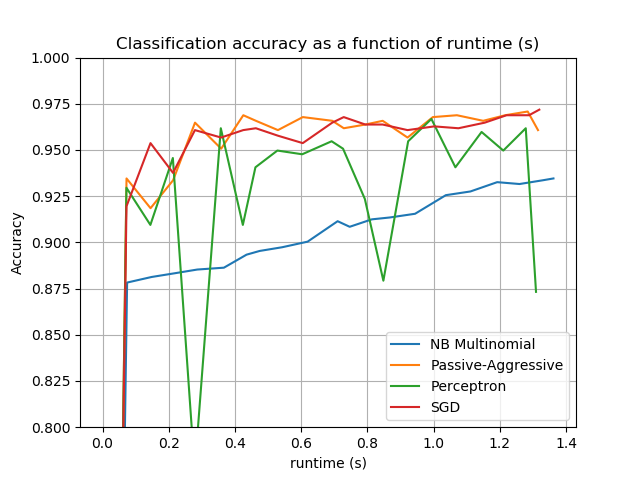 Classification accuracy as a function of runtime (s)
1.000
0.975
0.950
0.925
0.900
0.875
0.850
0.825
0.800
Accuracy
NB Multinomial
Passive-Aggressive
Perceptron
SGD
0.0 0.2 0.4 0.6 0.8 1.0 1.2 1.4
runtime (s)